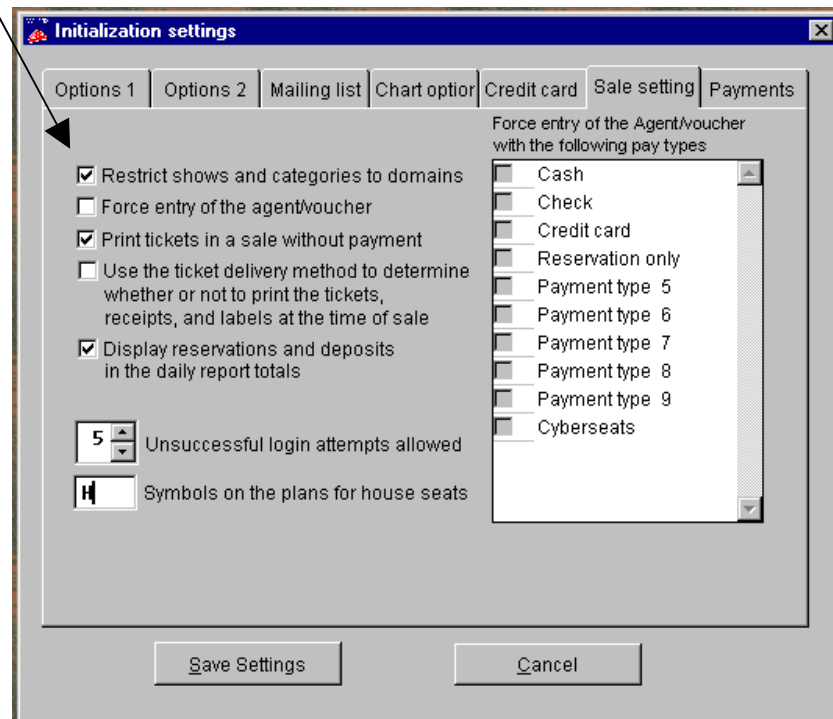 Initialization settings
Options 1 Options 2 Mailing list Chart optior Credit card Sale setting Payments
Restrict shows and categories to domains
Force entry of the agent/voucher
Print tickets in a sale without payment
Use the ticket delivery method to determine
whether or not to print the tickets,
receipts, and labels at the time of sale
Display reservations and deposits
in the daily report totals
5 Unsuccessful login attempts allowed
H Symbols on the plans for house seats
Force entry of the Agent/voucher
with the following pay types
Cash
Check
Credit card
Reservation only
Payment type 5
Payment type 6
Payment type 7
Payment type 8
Payment type 9
Cyberseats
Save Settings Cancel